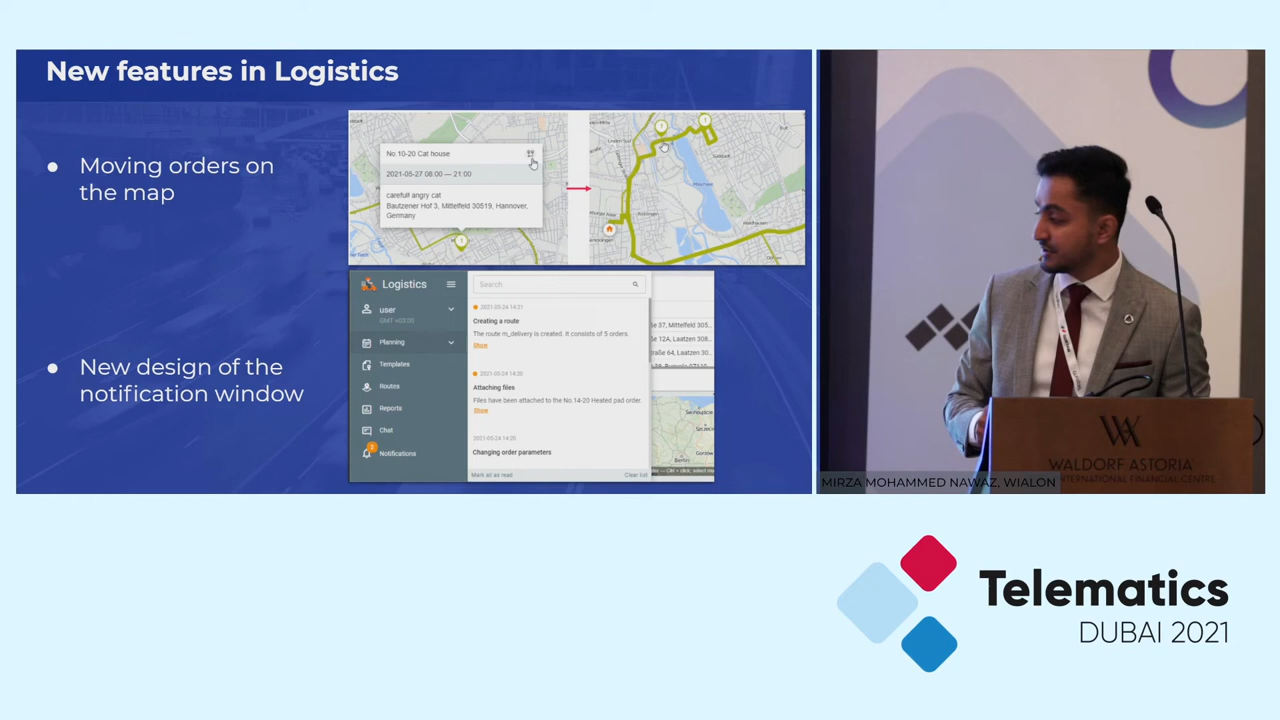 New features in Logistics
● Moving orders on
the map
No.10-20 Cat house
2021-05-27 08:00 — 21:00
careful! angry cat
Bautzener Hof 3, Mittelfeld 30519, Hannover,
Germany
● New design of the
notification window
Logistics
user
GMT +03:00
Planning
Templates
Routes
Reports
Chat
Notifications
Search
2021-05-24 14:21
Creating a route
The route m_delivery is created. It consists of 5 orders.
Show
2021-05-24 14:20
Attaching files
Files have been attached to the No.14-20 Heated pad order.
Show
2021-05-24 14:20
Changing order parameters
Mark all as read
Clear list
Berlin
WALDORF ASTORIA
INTERNATIONAL FINANCIAL CENTRE
MIRZA MOHAMMED NAWAZ, WIALON
Telematics
DUBAI 2021